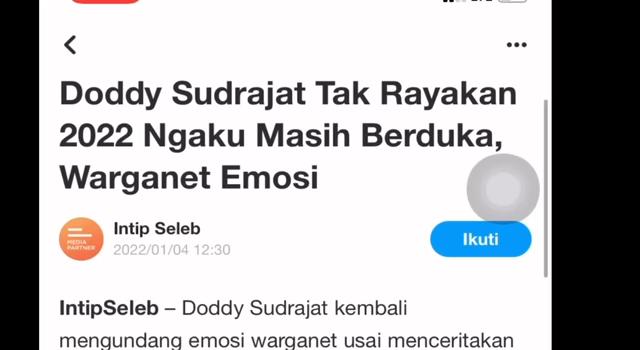 Doddy Sudrajat Tak Rayakan
2022 Ngaku Masih Berduka,
Warganet Emosi
Intip Seleb
2022/01/04 12:30
MEDIA
PARTNER
Ikuti
IntipSeleb – Doddy Sudrajat kembali
mengundang emosi warganet usai menceritakan